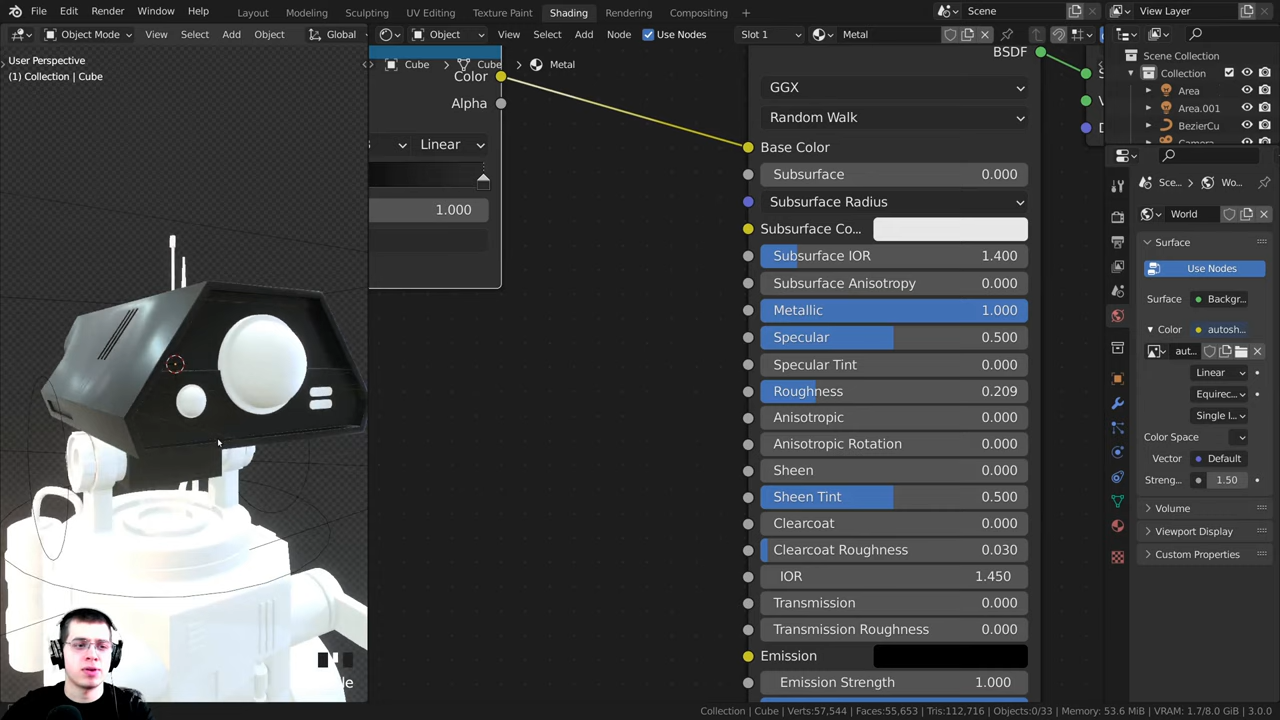 File Edit Render Window Help Layout Modeling Sculpting UV Editing Texture Paint Shading Rendering Compositing + Scene View Layer
Object Mode View Select Add Object Global Object View Select Add Node Use Nodes Slot 1 Metal
User Perspective
(1) Collection | Cube
Cube > Cube > Metal
Color
Alpha
Linear
1.000
BSDF
GGX
Random Walk
Base Color
Subsurface 0.000
Subsurface Radius
Subsurface Co...
Subsurface IOR 1.400
Subsurface Anisotropy 0.000
Metallic 1.000
Specular 0.500
Specular Tint 0.000
Roughness 0.209
Anisotropic 0.000
Anisotropic Rotation 0.000
Sheen 0.000
Sheen Tint 0.500
Clearcoat 0.000
Clearcoat Roughness 0.030
IOR 1.450
Transmission 0.000
Transmission Roughness 0.000
Emission
Emission Strength 1.000
Scene Collection
Collection
Area
Area.001
BezierCu
Camera
Sce... > Wo...
World
Surface
Use Nodes
Surface Backgr...
Color autosh...
aut...
Linear
Equirec...
Single I...
Color Space
Vector Default
Streng... 1.50
Volume
Viewport Display
Custom Properties
Collection | Cube | Verts:57,544 | Faces:55,653 | Tris:112,716 | Objects:0/33 | Memory: 53.6 MiB | VRAM: 1.7/8.0 GiB | 3.0.0